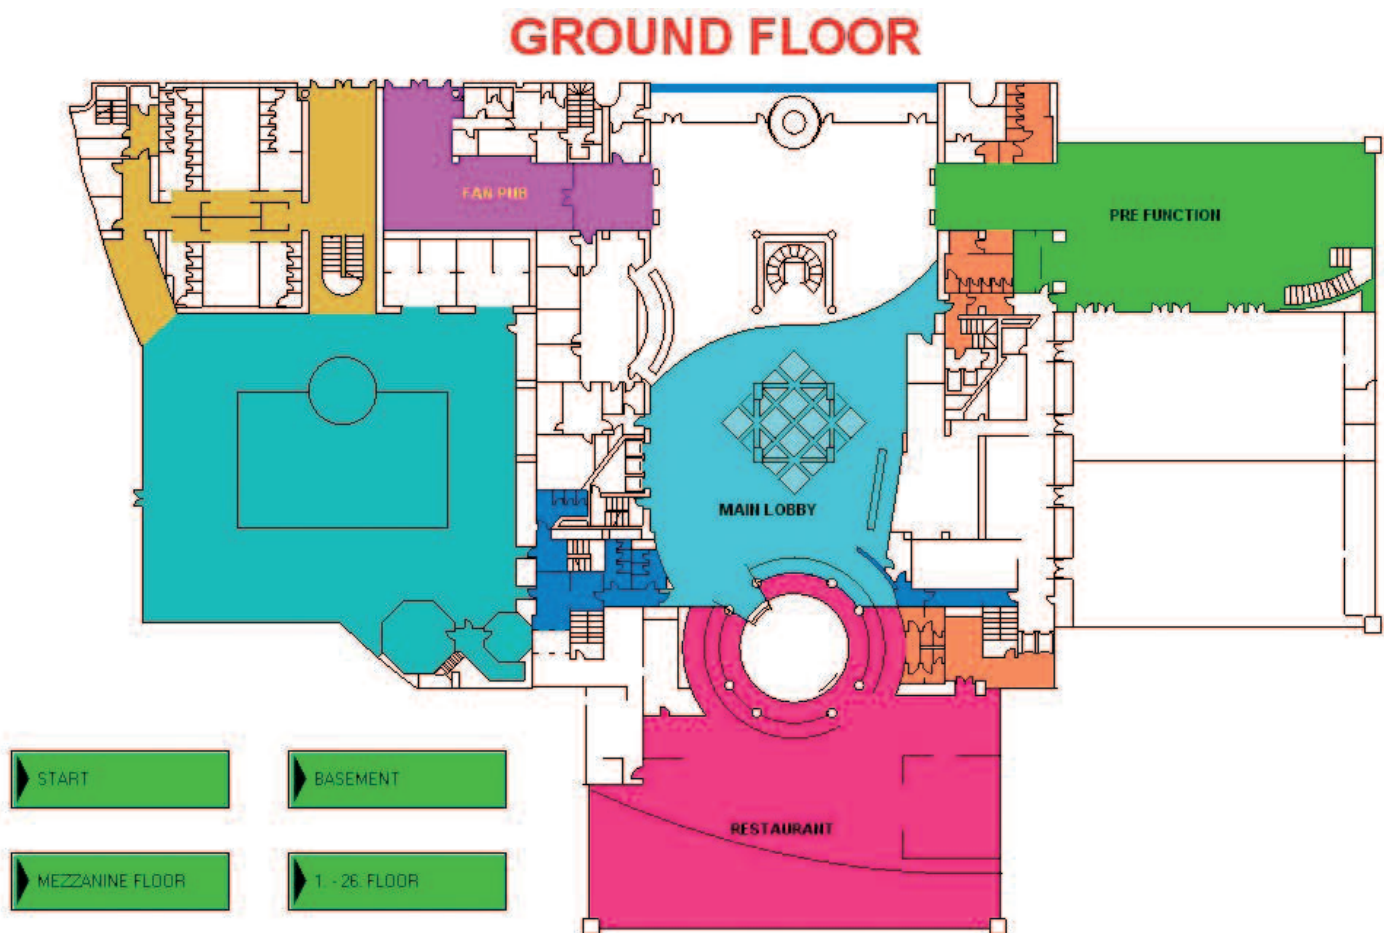 GROUND FLOOR
FAN PUB
PRE FUNCTION
MAIN LOBBY
START
BASEMENT
RESTAURANT
MEZZANINE FLOOR
1. - 26. FLOOR